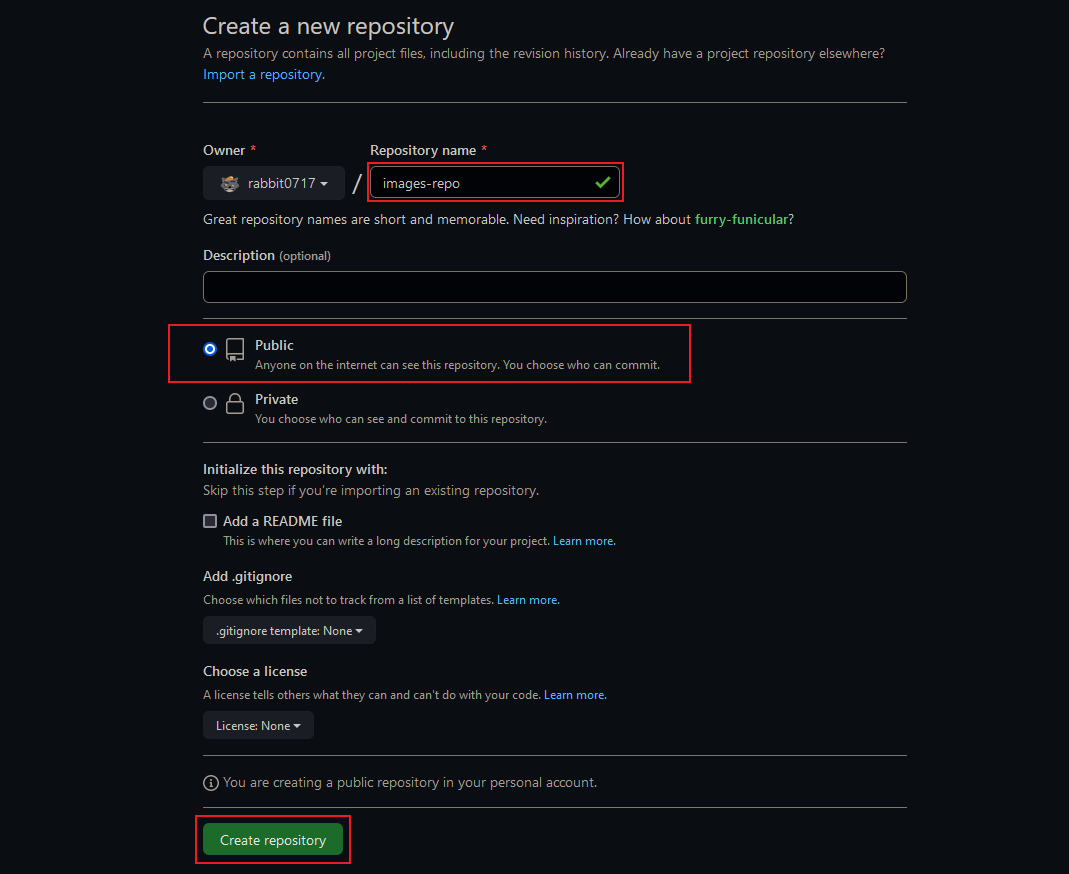 Create a new repository
A repository contains all project files, including the revision history. Already have a project repository elsewhere?
Import a repository.
Owner * Repository name *
rabbit0717 / images-repo
Great repository names are short and memorable. Need inspiration? How about furry-funicular?
Description (optional)
Public
Anyone on the internet can see this repository. You choose who can commit.
Private
You choose who can see and commit to this repository.
Initialize this repository with:
Skip this step if you're importing an existing repository.
Add a README file
This is where you can write a long description for your project. Learn more.
Add .gitignore
Choose which files not to track from a list of templates. Learn more.
.gitignore template: None
Choose a license
A license tells others what they can and can't do with your code. Learn more.
License: None
You are creating a public repository in your personal account.
Create repository